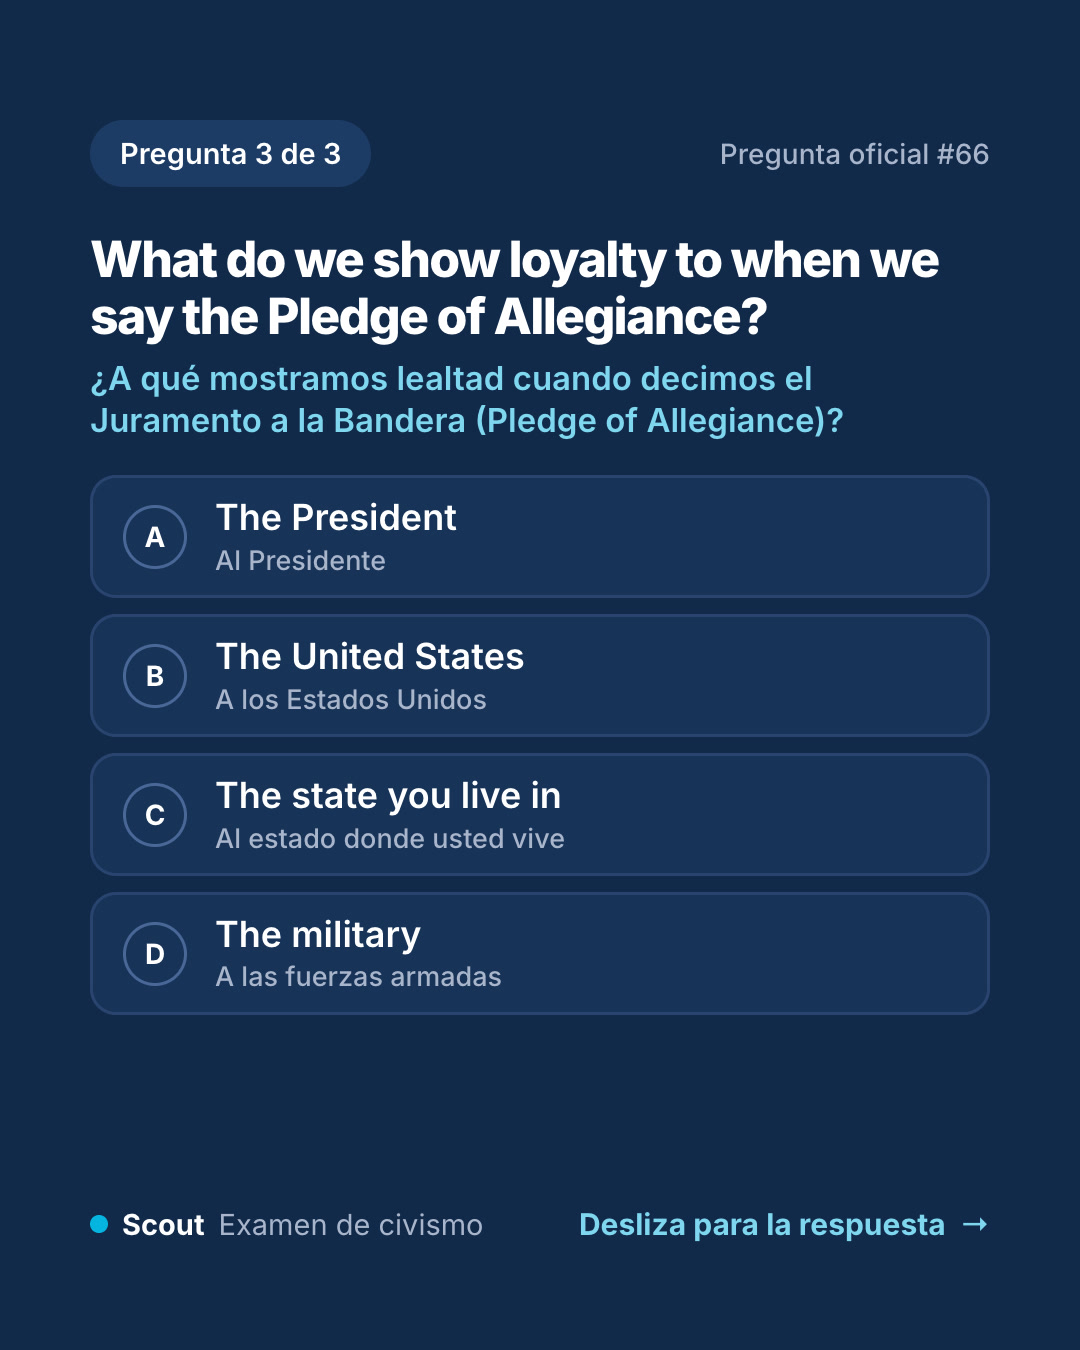 Pregunta 3 de 3
Pregunta oficial #66
What do we show loyalty to when we
say the Pledge of Allegiance?
¿A qué mostramos lealtad cuando decimos el
Juramento a la Bandera (Pledge of Allegiance)?
A
The President
Al Presidente
B
The United States
A los Estados Unidos
C
The state you live in
Al estado donde usted vive
D
The military
A las fuerzas armadas
Scout Examen de civismo
Desliza para la respuesta →